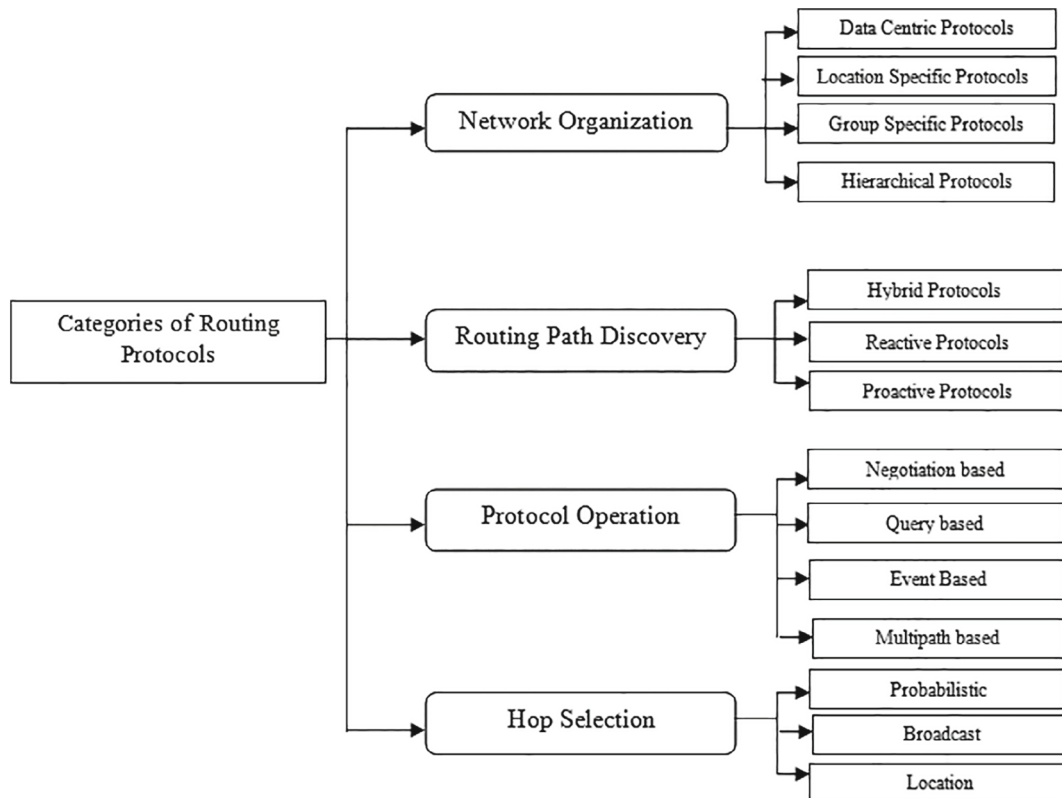 Categories of Routing
Protocols
Network Organization
Data Centric Protocols
Location Specific Protocols
Group Specific Protocols
Hierarchical Protocols
Routing Path Discovery
Hybrid Protocols
Reactive Protocols
Proactive Protocols
Protocol Operation
Negotiation based
Query based
Event Based
Multipath based
Hop Selection
Probabilistic
Broadcast
Location